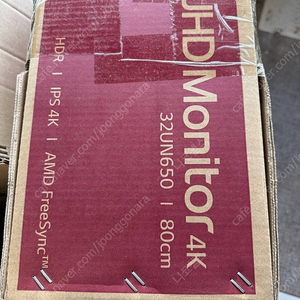 UHD Monitor 4K
32UN650 | 80cm
HDR | IPS 4K | AMD FreeSync™